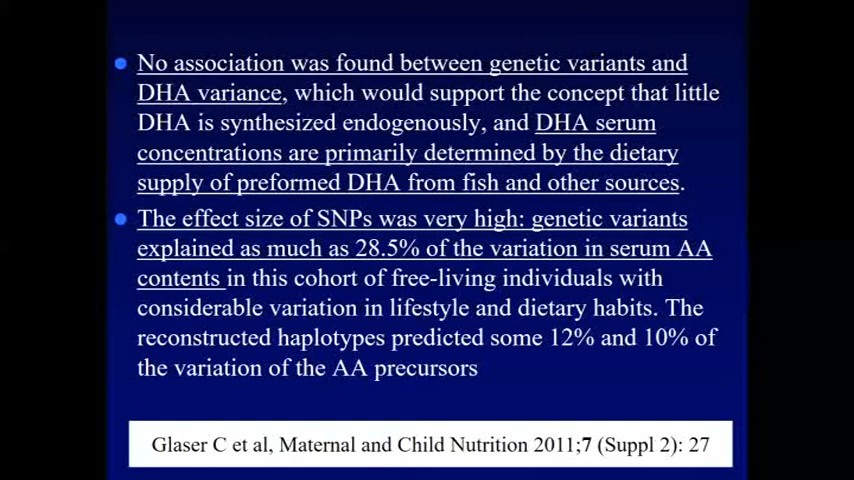 No association was found between genetic variants and
DHA variance, which would support the concept that little
DHA is synthesized endogenously, and DHA serum
concentrations are primarily determined by the dietary
supply of preformed DHA from fish and other sources.
The effect size of SNPs was very high: genetic variants
explained as much as 28.5% of the variation in serum AA
contents in this cohort of free-living individuals with
considerable variation in lifestyle and dietary habits. The
reconstructed haplotypes predicted some 12% and 10% of
the variation of the AA precursors
Glaser C et al, Maternal and Child Nutrition 2011;7 (Suppl 2): 27